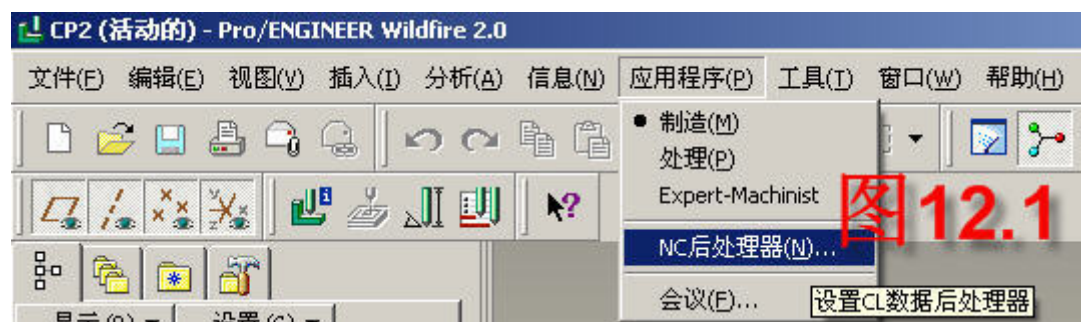 CP2 (活动的) - Pro/ENGINEER Wildfire 2.0
文件(F) 编辑(E) 视图(V) 插入(I) 分析(A) 信息(N) 应用程序(P) 工具(T) 窗口(W) 帮助(H)
制造(M)
处理(P)
Expert-Machinist
图12.1
NC后处理器(N)...
会议(F)...
设置CL数据后处理器